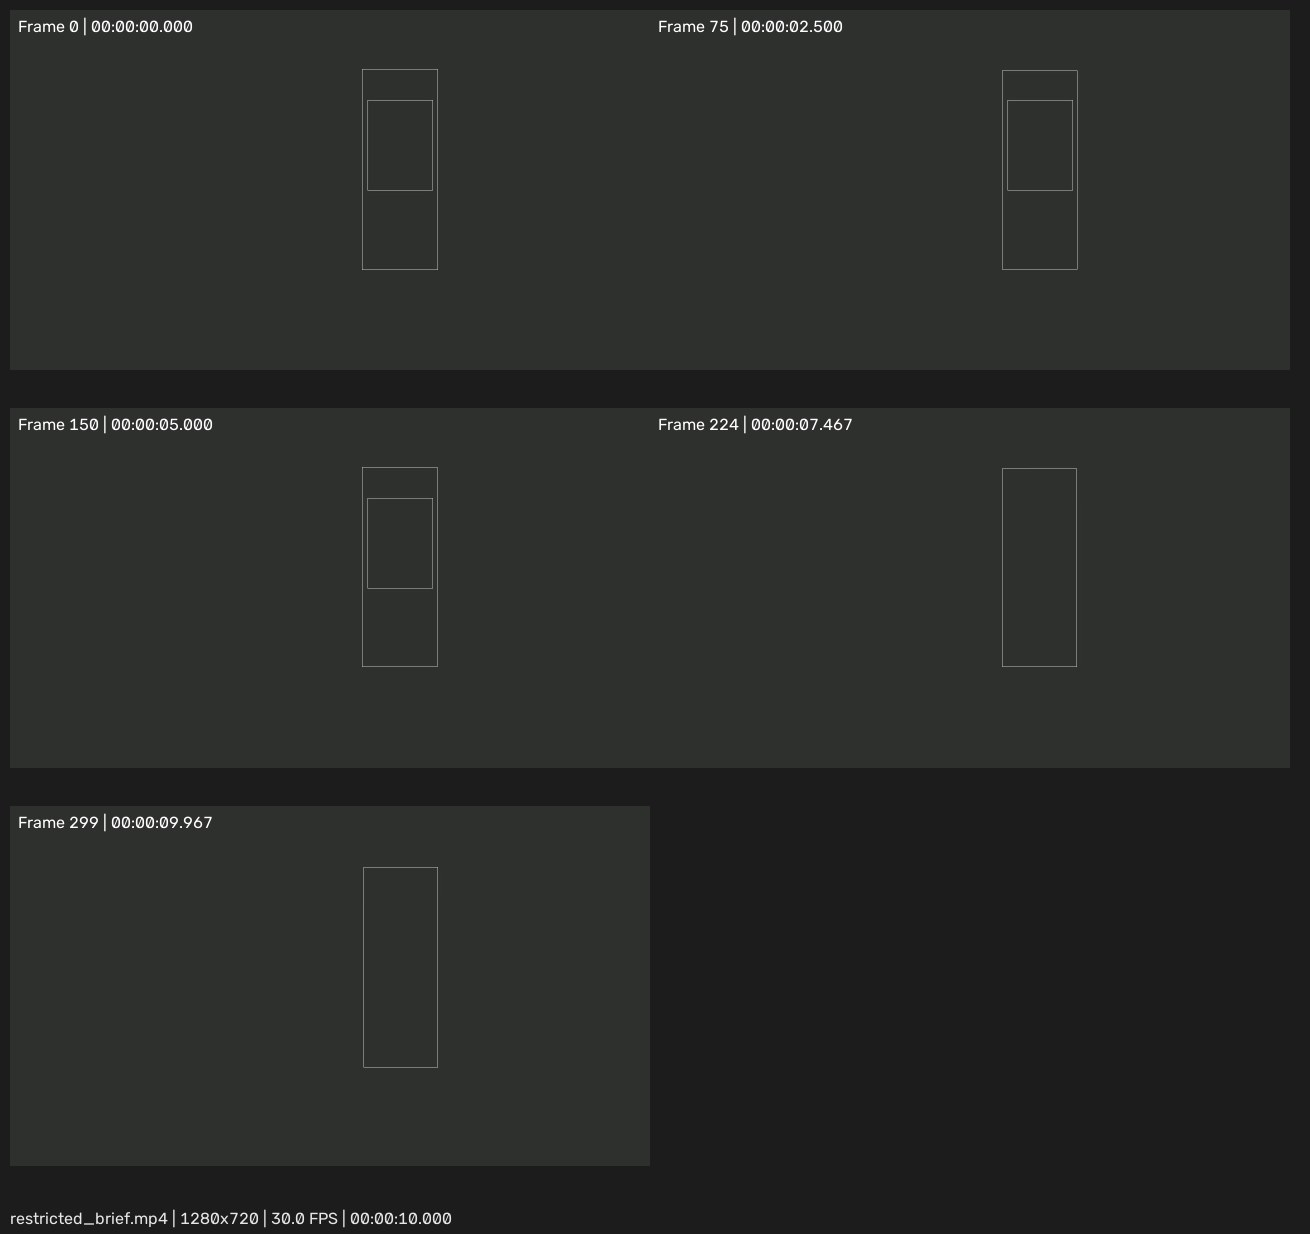 Frame 0 | 00:00:00.000
Frame 75 | 00:00:02.500
Frame 150 | 00:00:05.000
Frame 224 | 00:00:07.467
Frame 299 | 00:00:09.967
restricted_brief.mp4 | 1280x720 | 30.0 FPS | 00:00:10.000